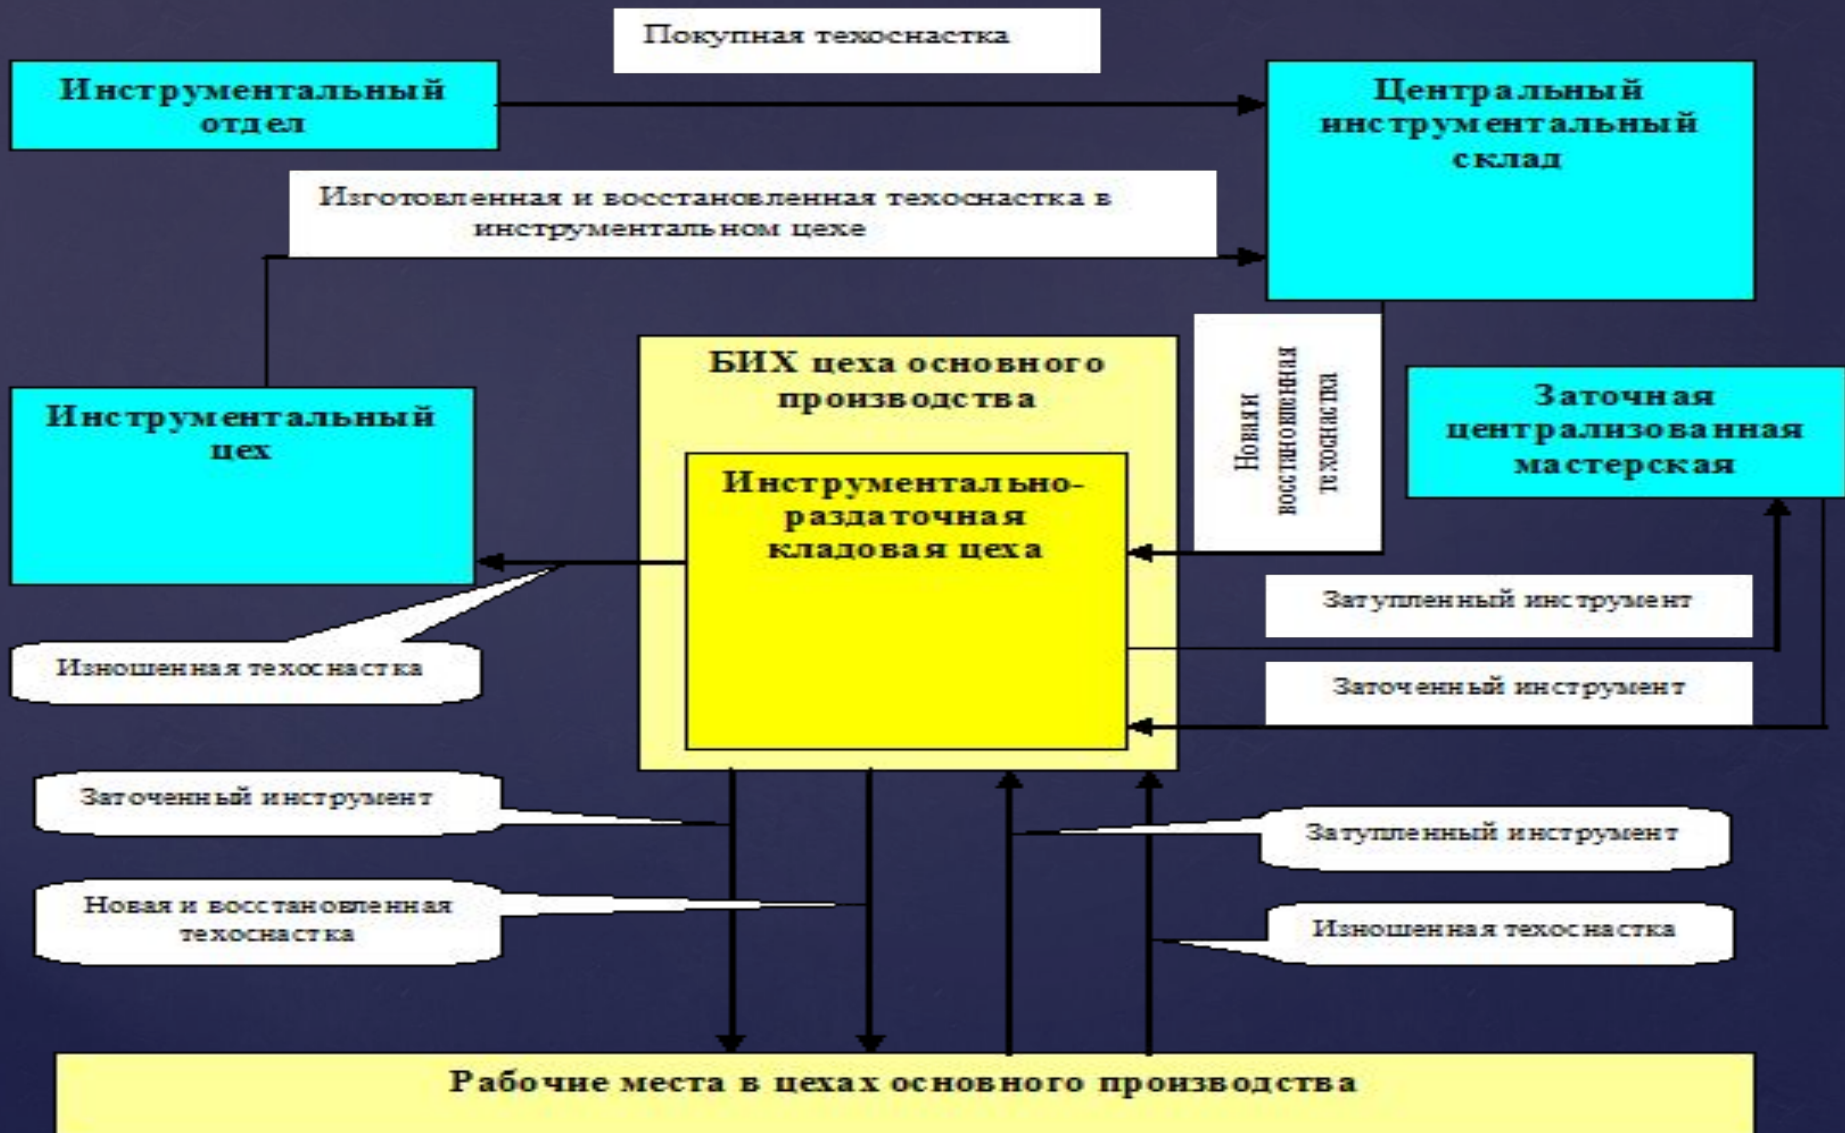 Покупная техоснастка
Инструментальный
отдел
Центральный
инструментальный
склад
Изготовленная и восстановленная техоснастка в
инструментальном цехе
БИХ цеха основного
производства
Новая и
восстановленная
техоснастка
Заточная
централизованная
мастерская
Инструментальный
цех
Инструментально-
раздаточная
кладовая цеха
Затупленный инструмент
Изношенная техоснастка
Заточенный инструмент
Заточенный инструмент
Затупленный инструмент
Новая и восстановленная
техоснастка
Изношенная техоснастка
Рабочие места в цехах основного производства